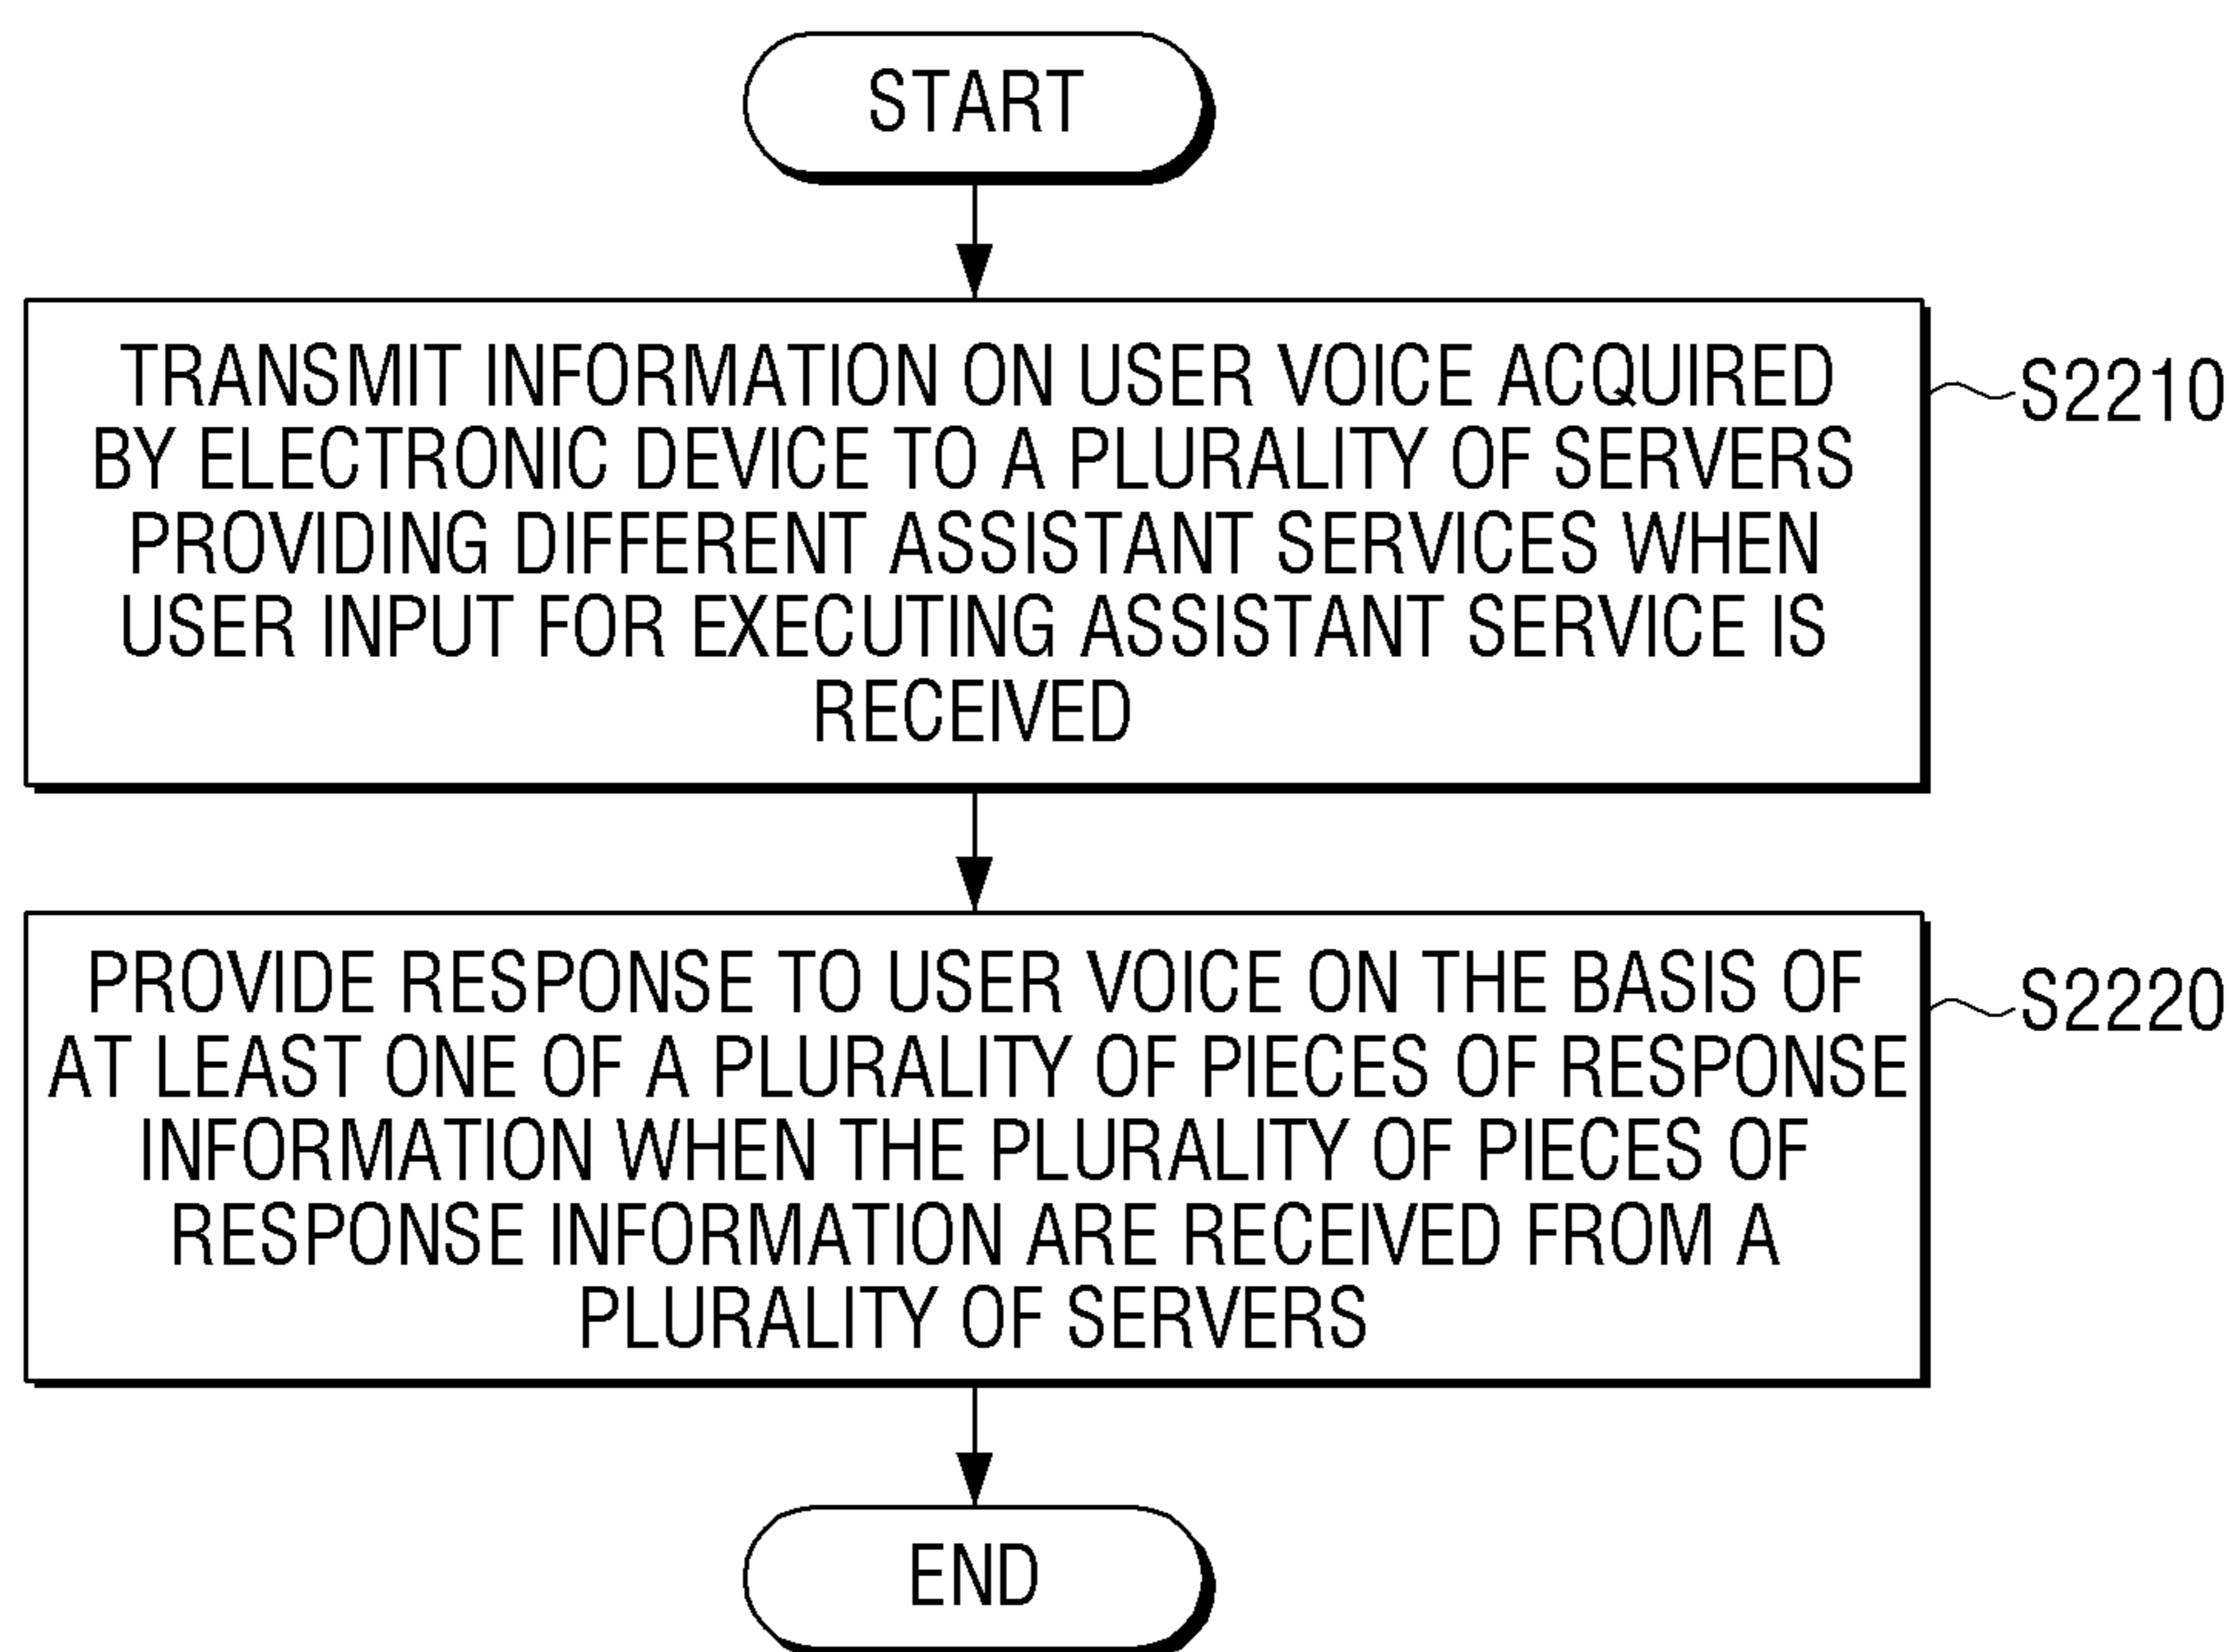 START
TRANSMIT INFORMATION ON USER VOICE ACQUIRED
BY ELECTRONIC DEVICE TO A PLURALITY OF SERVERS
PROVIDING DIFFERENT ASSISTANT SERVICES WHEN
USER INPUT FOR EXECUTING ASSISTANT SERVICE IS
RECEIVED
S2210
PROVIDE RESPONSE TO USER VOICE ON THE BASIS OF
AT LEAST ONE OF A PLURALITY OF PIECES OF RESPONSE
INFORMATION WHEN THE PLURALITY OF PIECES OF
RESPONSE INFORMATION ARE RECEIVED FROM A
PLURALITY OF SERVERS
S2220
END